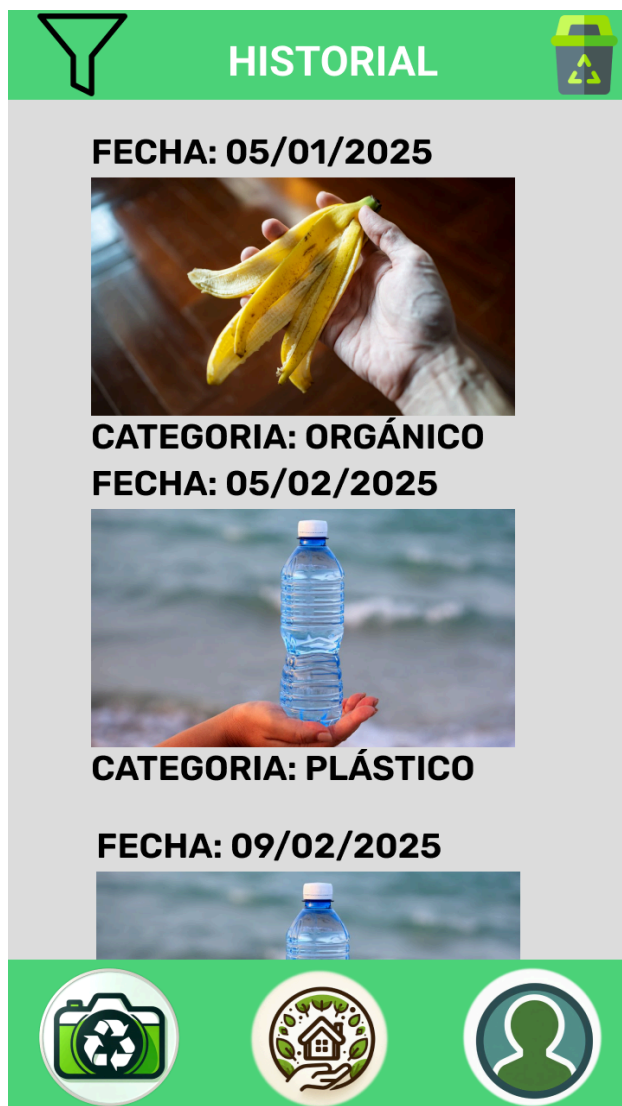 HISTORIAL
FECHA: 05/01/2025
CATEGORIA: ORGÁNICO
FECHA: 05/02/2025
CATEGORIA: PLÁSTICO
FECHA: 09/02/2025